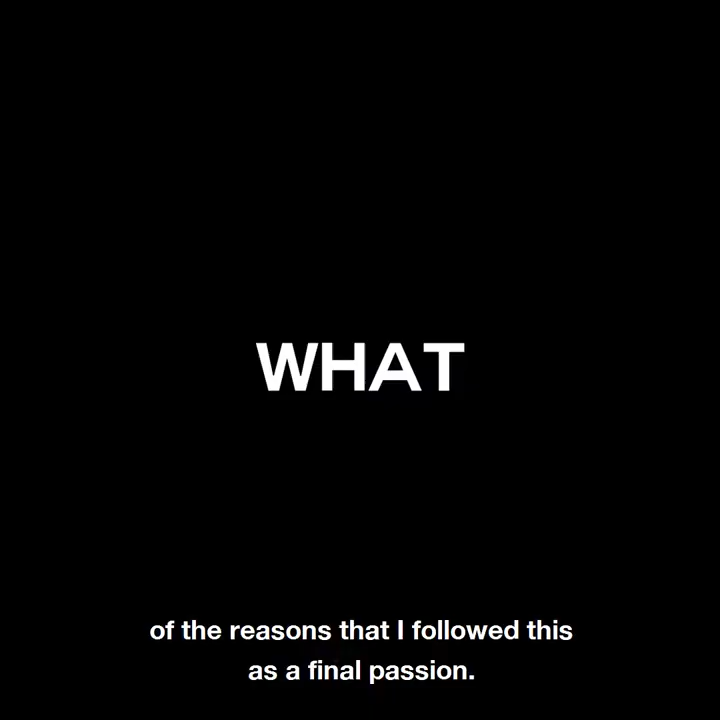 WHAT
of the reasons that I followed this
as a final passion.